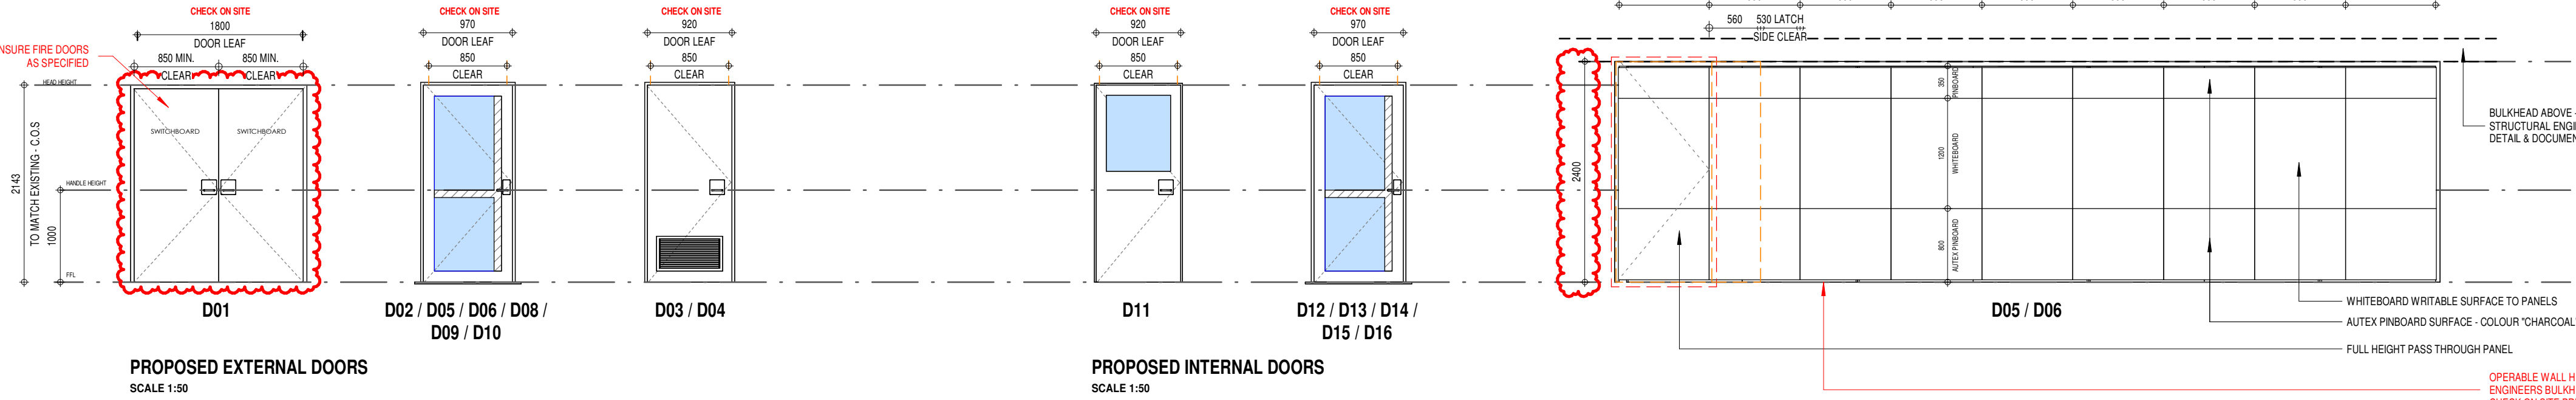 CHECK ON SITE
1800
DOOR LEAF
850 MIN.
850 MIN.
CLEAR
CLEAR
NSURE FIRE DOORS
AS SPECIFIED
HEAD HEIGHT
SWITCHBOARD
SWITCHBOARD
HANDLE HEIGHT
2143
TO MATCH EXISTING - C.O.S
1000
FFL
D01
CHECK ON SITE
970
DOOR LEAF
850
CLEAR
D02 / D05 / D06 / D08 /
D09 / D10
CHECK ON SITE
920
DOOR LEAF
850
CLEAR
D03 / D04
PROPOSED EXTERNAL DOORS
SCALE 1:50
CHECK ON SITE
920
DOOR LEAF
850
CLEAR
D11
CHECK ON SITE
970
DOOR LEAF
850
CLEAR
D12 / D13 / D14 /
D15 / D16
PROPOSED INTERNAL DOORS
SCALE 1:50
560
530 LATCH
SIDE CLEAR
2400
350
PINBOARD
1200
WHITEBOARD
800
AUTEX PINBOARD
D05 / D06
BULKHEAD ABOVE -
STRUCTURAL ENGI
DETAIL & DOCUMEN
WHITEBOARD WRITABLE SURFACE TO PANELS
AUTEX PINBOARD SURFACE - COLOUR "CHARCOAL
FULL HEIGHT PASS THROUGH PANEL
OPERABLE WALL H
ENGINEERS BULKH